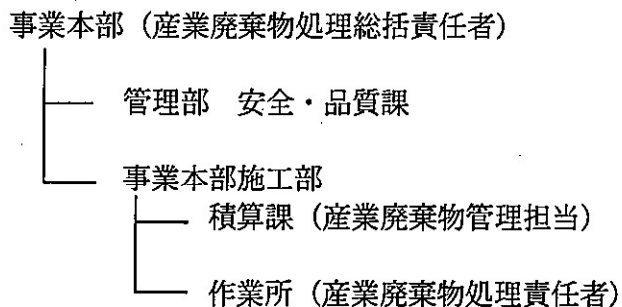 事業本部（産業廃棄物処理総括責任者）
管理部　安全・品質課
事業本部施工部
積算課（産業廃棄物管理担当）
作業所（産業廃棄物処理責任者）